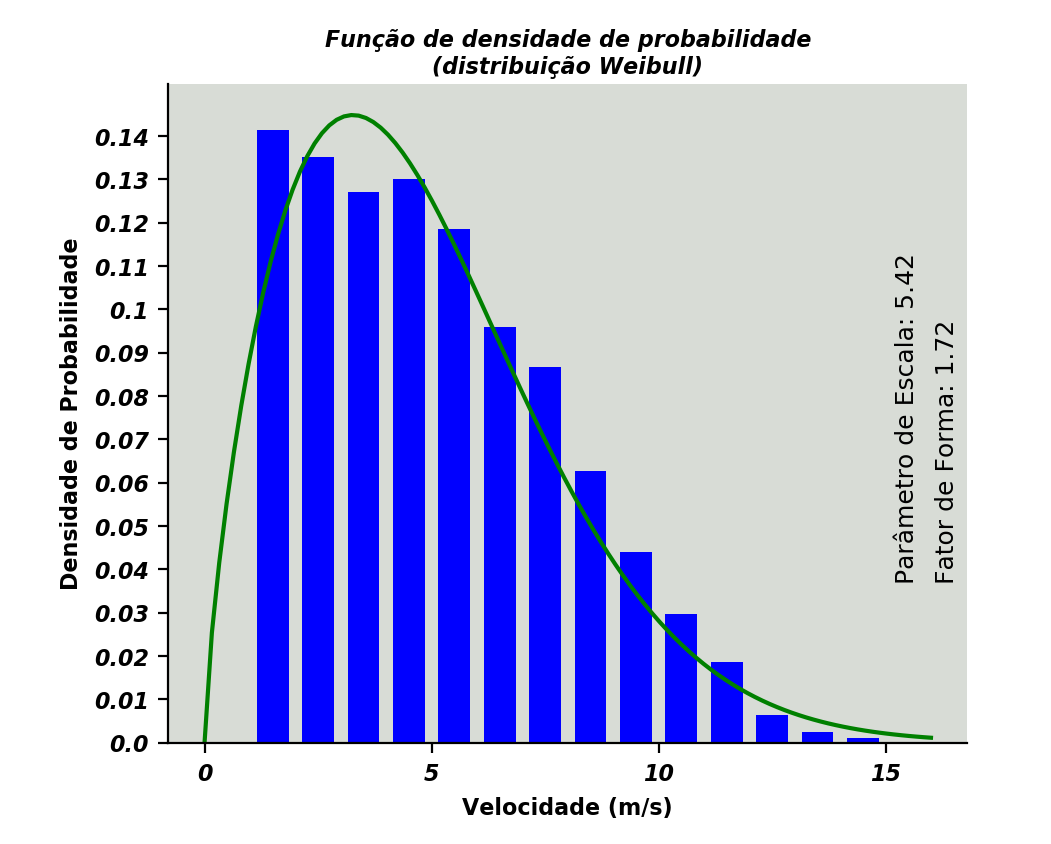 Função de densidade de probabilidade
(distribuição Weibull)
Densidade de Probabilidade
0.14
0.13
0.12
0.11
0.1
0.09
0.08
0.07
0.06
0.05
0.04
0.03
0.02
0.01
0.0
Parâmetro de Escala: 5.42
Fator de Forma: 1.72
0 5 10 15
Velocidade (m/s)